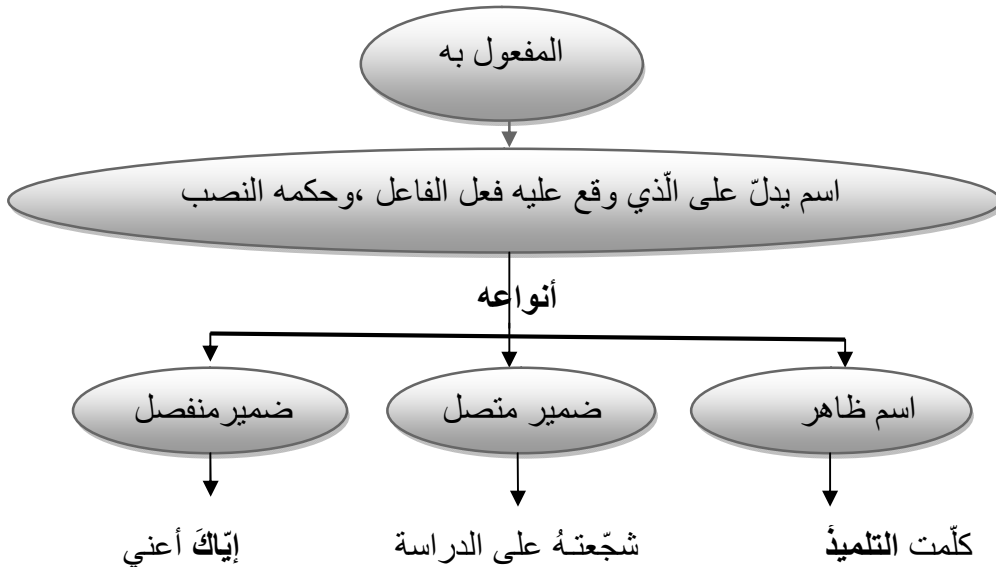 المفعول به
اسم يدلّ على الّذي وقع عليه فعل الفاعل ،وحكمه النصب
أنواعه
اسم ظاهر
ضمير متصل
ضميرمنفصل
كلّمت التلميذَ
شجّعتـهُ على الدراسة
إيّاكَ أعني